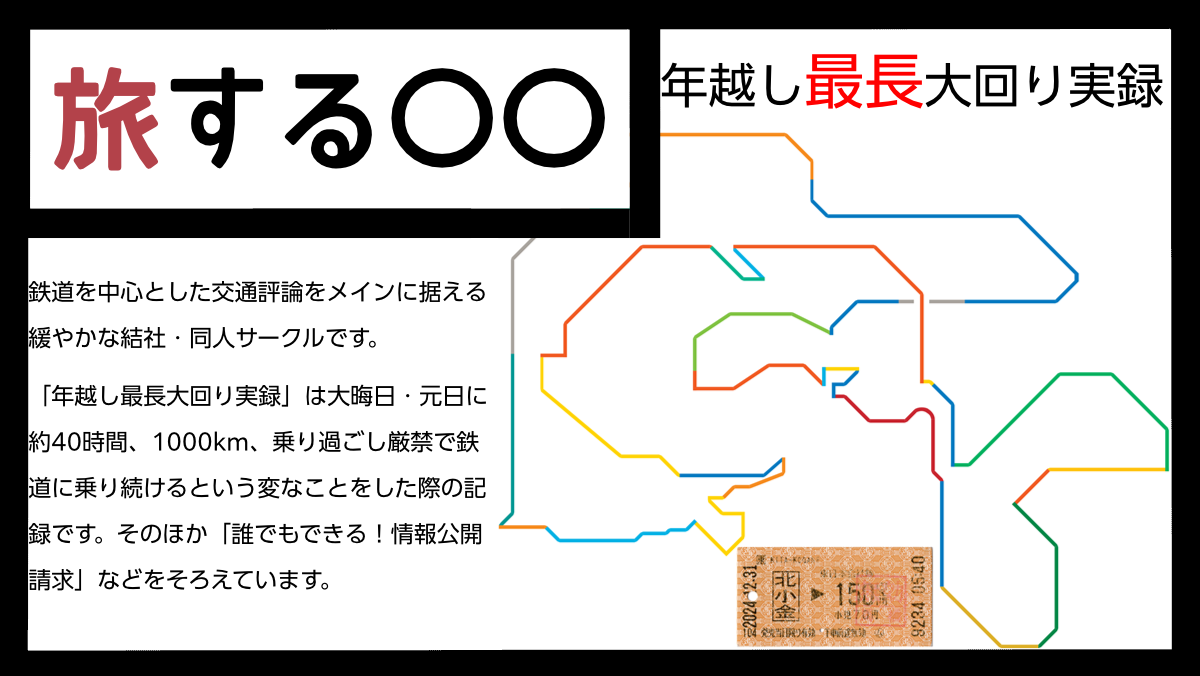 旅する〇〇
年越し最長大回り実録
鉄道を中心とした交通評論をメインに据える
緩やかな結社・同人サークルです。
「年越し最長大回り実録」は大晦日・元日に
約40時間、1000km、乗り過ごし厳禁で鉄
道に乗り続けるという変なことをした際の記
録です。そのほか「誰でもできる！情報公開
請求」などをそろえています。
2024.12.31
北小金
▶ 150円
9234 05:40